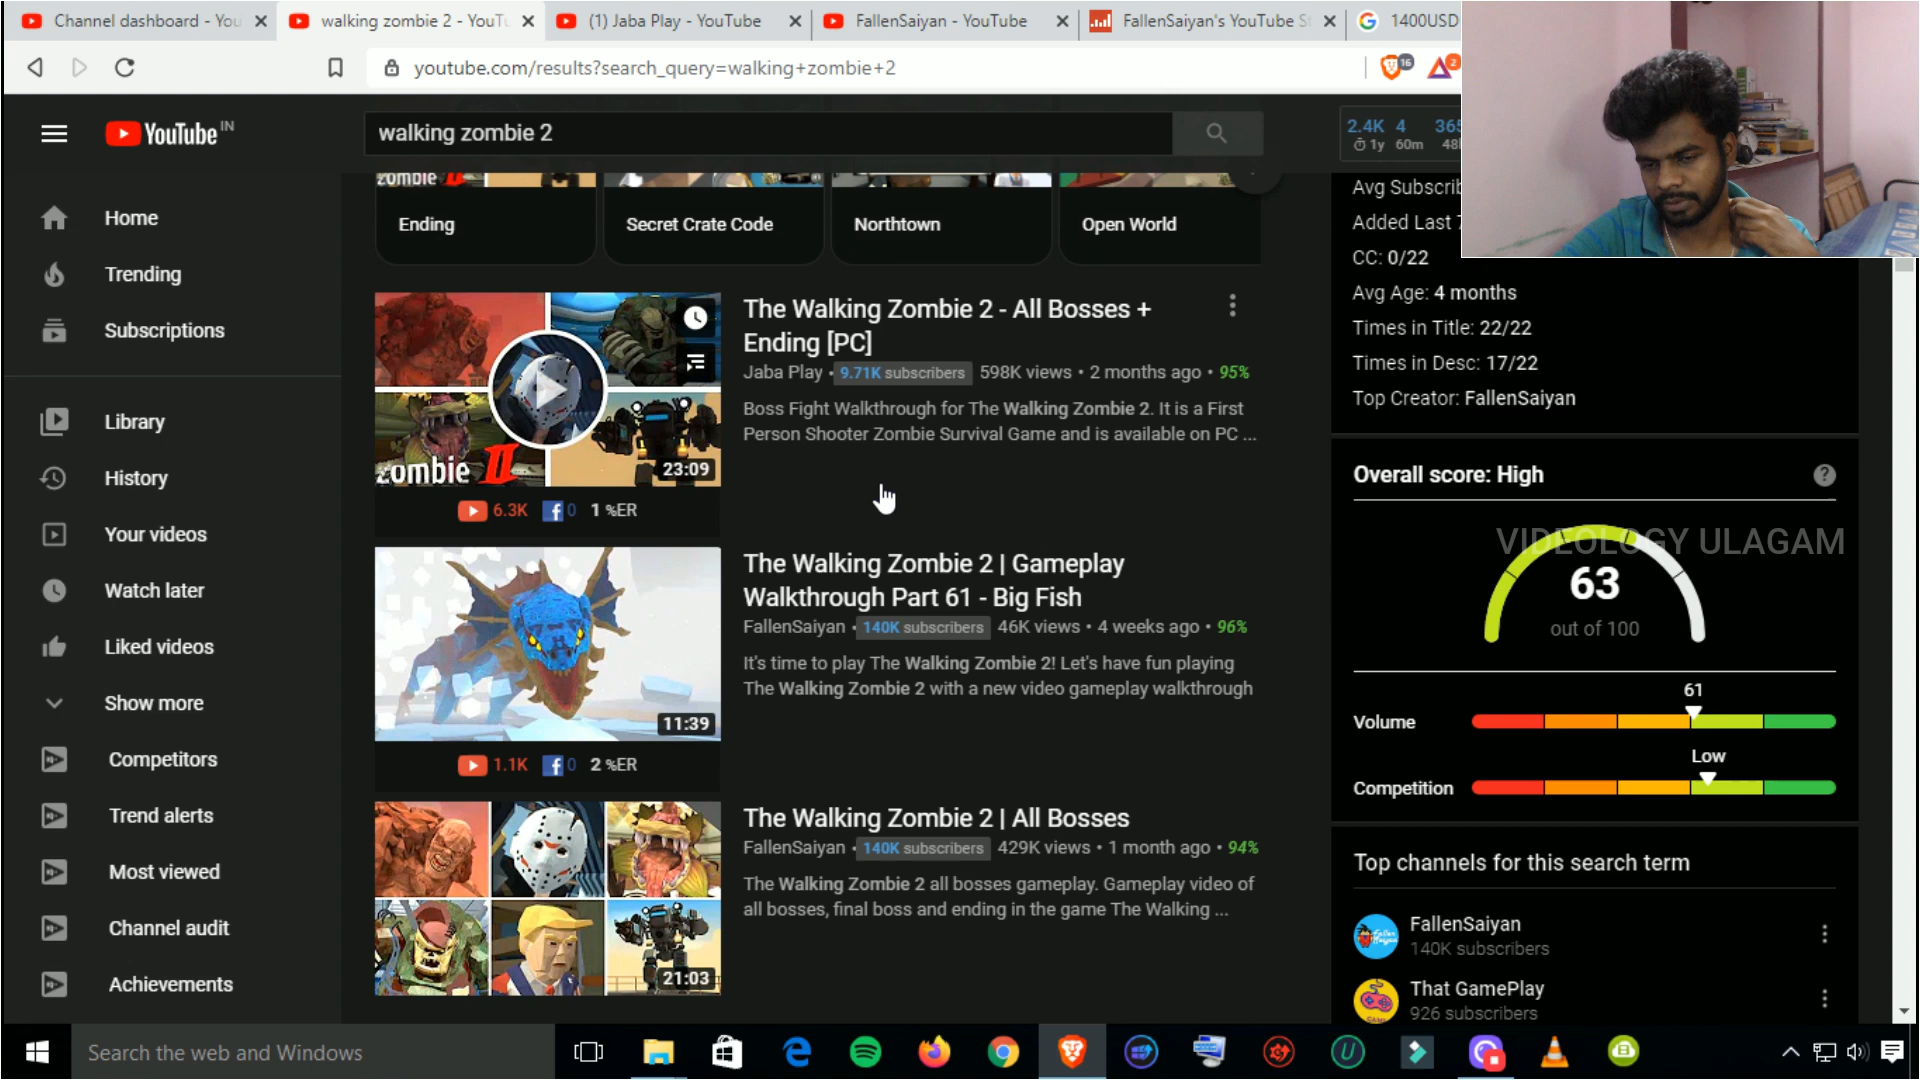 Channel dashboard - You
walking zombie 2 - YouTu
(1) Jaba Play - YouTube
FallenSaiyan - YouTube
FallenSaiyan's YouTube St
1400USD
youtube.com/results?search_query=walking+zombie+2
16
2
YouTube IN
walking zombie 2
2.4K 4 365
1y 60m 48h
Home
Trending
Subscriptions
Library
History
Your videos
Watch later
Liked videos
Show more
Competitors
Trend alerts
Most viewed
Channel audit
Achievements
zombie
Ending
Secret Crate Code
Northtown
Open World
zombie II
23:09
The Walking Zombie 2 - All Bosses +
Ending [PC]
Jaba Play • 9.71K subscribers 598K views • 2 months ago • 95%
Boss Fight Walkthrough for The Walking Zombie 2. It is a First
Person Shooter Zombie Survival Game and is available on PC ...
6.3K 0 1 %ER
11:39
The Walking Zombie 2 | Gameplay
Walkthrough Part 61 - Big Fish
FallenSaiyan • 140K subscribers 46K views • 4 weeks ago • 96%
It's time to play The Walking Zombie 2! Let's have fun playing
The Walking Zombie 2 with a new video gameplay walkthrough
1.1K 0 2 %ER
21:03
The Walking Zombie 2 | All Bosses
FallenSaiyan • 140K subscribers 429K views • 1 month ago • 94%
The Walking Zombie 2 all bosses gameplay. Gameplay video of
all bosses, final boss and ending in the game The Walking ...
Avg Subscrib
Added Last 7
CC: 0/22
Avg Age: 4 months
Times in Title: 22/22
Times in Desc: 17/22
Top Creator: FallenSaiyan
Overall score: High
VIDEOLOGY ULAGAM
63
out of 100
61
Volume
Low
Competition
Top channels for this search term
FallenSaiyan
140K subscribers
That GamePlay
926 subscribers
Search the web and Windows